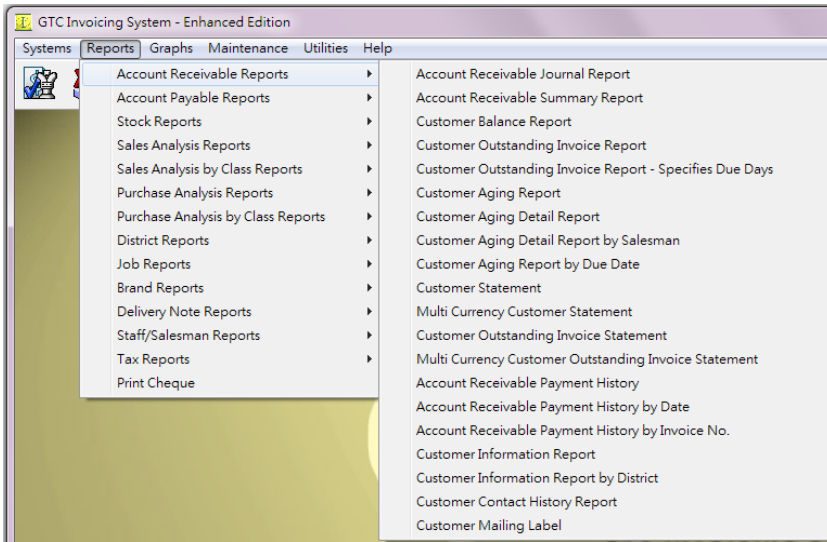 GTC Invoicing System - Enhanced Edition
Systems Reports Graphs Maintenance Utilities Help
Account Receivable Reports
Account Payable Reports
Stock Reports
Sales Analysis Reports
Sales Analysis by Class Reports
Purchase Analysis Reports
Purchase Analysis by Class Reports
District Reports
Job Reports
Brand Reports
Delivery Note Reports
Staff/Salesman Reports
Tax Reports
Print Cheque
Account Receivable Journal Report
Account Receivable Summary Report
Customer Balance Report
Customer Outstanding Invoice Report
Customer Outstanding Invoice Report - Specifies Due Days
Customer Aging Report
Customer Aging Detail Report
Customer Aging Detail Report by Salesman
Customer Aging Report by Due Date
Customer Statement
Multi Currency Customer Statement
Customer Outstanding Invoice Statement
Multi Currency Customer Outstanding Invoice Statement
Account Receivable Payment History
Account Receivable Payment History by Date
Account Receivable Payment History by Invoice No.
Customer Information Report
Customer Information Report by District
Customer Contact History Report
Customer Mailing Label